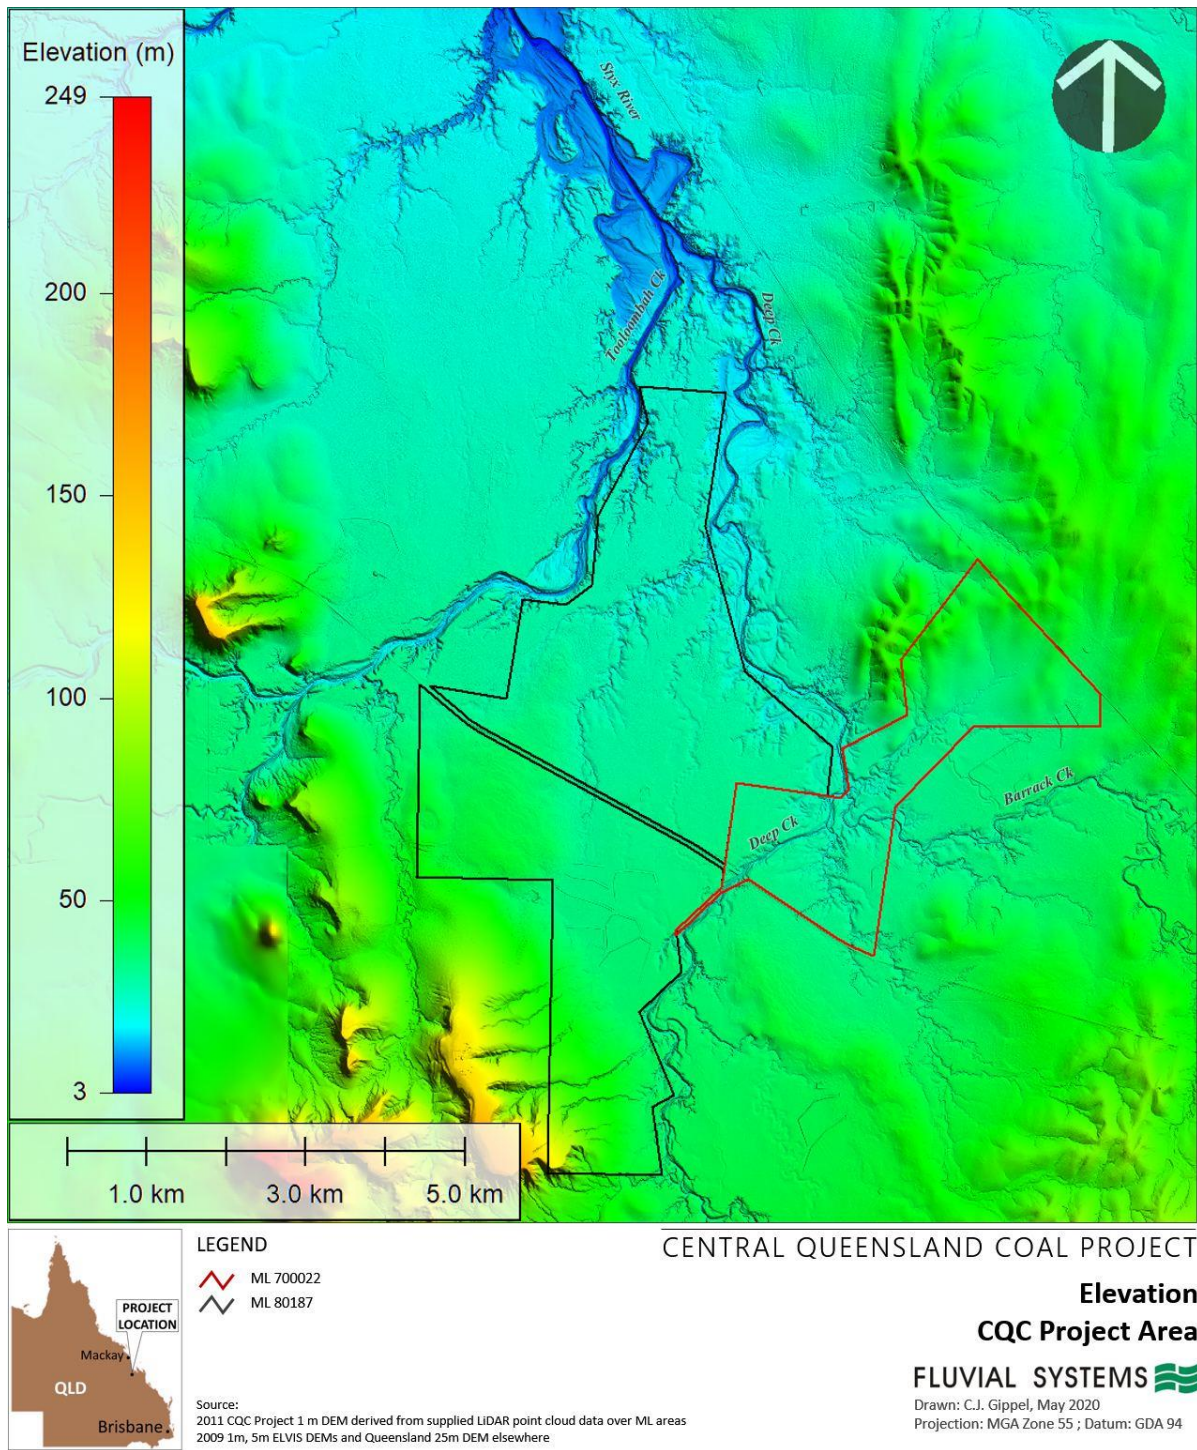 Elevation (m)
249
200
150
100
50
3
Styx River
Tooloombah Ck
Deep Ck
Deep Ck
Barrack Ck
1.0 km
3.0 km
5.0 km
PROJECT
LOCATION
Mackay
QLD
Brisbane
LEGEND
ML 700022
ML 80187
Source:
2011 CQC Project 1 m DEM derived from supplied LiDAR point cloud data over ML areas
2009 1m, 5m ELVIS DEMs and Queensland 25m DEM elsewhere
CENTRAL QUEENSLAND COAL PROJECT
Elevation
CQC Project Area
FLUVIAL SYSTEMS
Drawn: C.J. Gippel, May 2020
Projection: MGA Zone 55 ; Datum: GDA 94